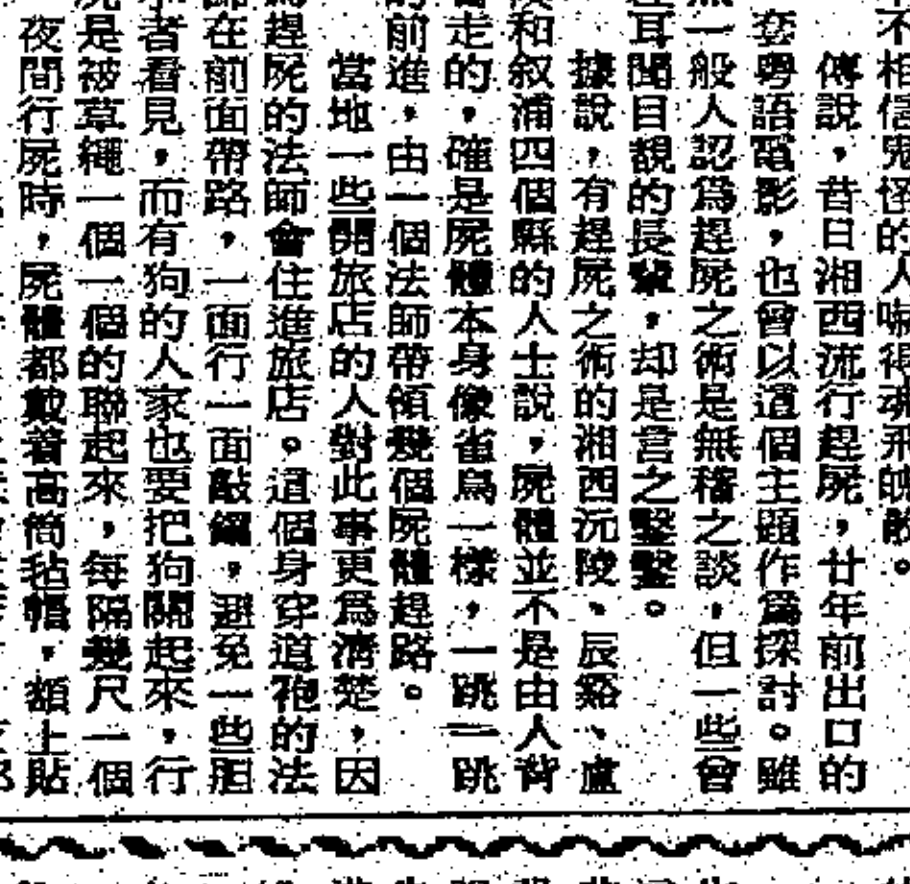 不相信鬼怪的人嚇得魂飛魄散。
傳說,昔日湘西流行趕屍,廿年前出口的
套粵語電影,也曾以這個主題作爲探討。雖
一般人認爲趕屍之術是無稽之談,但一些曾
耳聞目覩的長輩,却是言之鑿鑿。
據說,有趕屍之術的湘西沅陵、辰谿、盧
和叙浦四個縣的人士說,屍體並不是由人背
走的,確是屍體本身像雀鳥一樣,一跳一跳
的前進,由一個法師帶領幾個屍體趕路。
當地一些開旅店的人對此事更爲清楚,因
趕屍的法師會住進旅店。這個身穿道袍的法
在前面帶路,一面行一面敲鑼,避免一些胆
者看見,而有狗的人家也要把狗關起來,行
是被草繩一個一個的聯起來,每隔幾尺一個
夜間行屍時,屍體都戴着高筒毡帽,額上貼